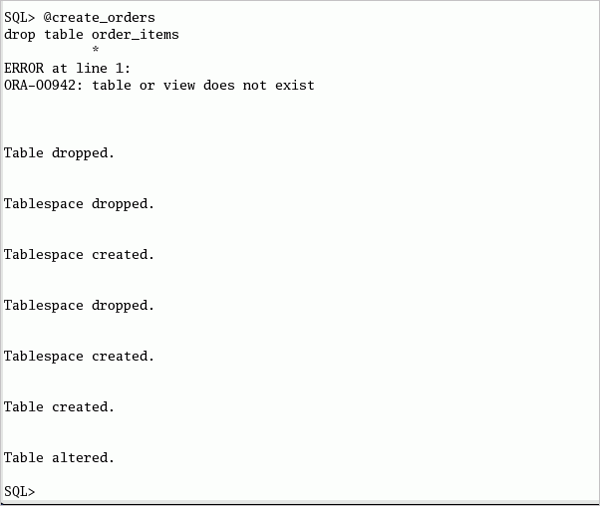 SQL> @create_orders
drop table order_items
*
ERROR at line 1:
ORA-00942: table or view does not exist
Table dropped.
Tablespace dropped.
Tablespace created.
Tablespace dropped.
Tablespace created.
Table created.
Table altered.
SQL>